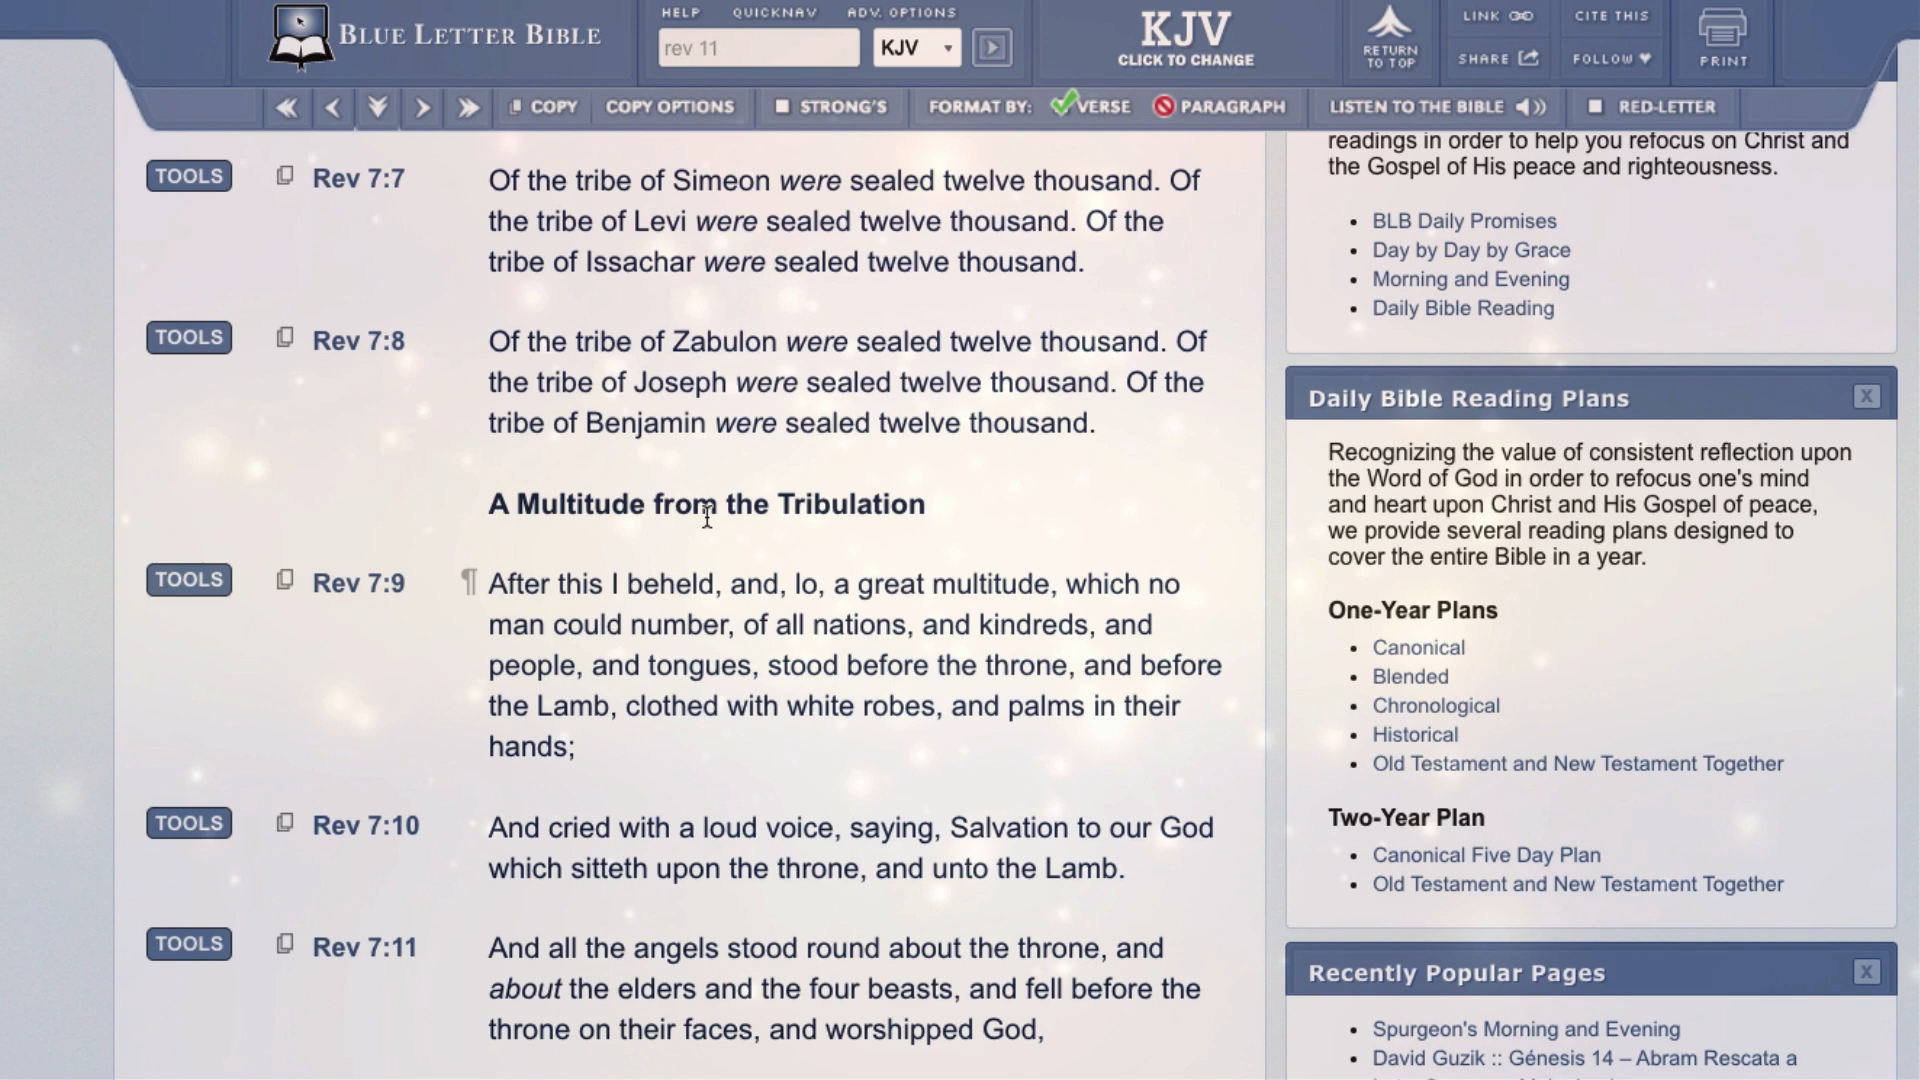 BLUE LETTER BIBLE
HELP QUICKNAV ADV. OPTIONS
rev 11
KJV
KJV
CLICK TO CHANGE
RETURN
TO TOP
LINK
SHARE
CITE THIS
FOLLOW
PRINT
COPY
COPY OPTIONS
STRONG'S
FORMAT BY:
VERSE
PARAGRAPH
LISTEN TO THE BIBLE
RED-LETTER
TOOLS
Rev 7:7
Of the tribe of Simeon were sealed twelve thousand. Of
the tribe of Levi were sealed twelve thousand. Of the
tribe of Issachar were sealed twelve thousand.
TOOLS
Rev 7:8
Of the tribe of Zabulon were sealed twelve thousand. Of
the tribe of Joseph were sealed twelve thousand. Of the
tribe of Benjamin were sealed twelve thousand.
A Multitude from the Tribulation
TOOLS
Rev 7:9
¶ After this I beheld, and, lo, a great multitude, which no
man could number, of all nations, and kindreds, and
people, and tongues, stood before the throne, and before
the Lamb, clothed with white robes, and palms in their
hands;
TOOLS
Rev 7:10
And cried with a loud voice, saying, Salvation to our God
which sitteth upon the throne, and unto the Lamb.
TOOLS
Rev 7:11
And all the angels stood round about the throne, and
about the elders and the four beasts, and fell before the
throne on their faces, and worshipped God,
readings in order to help you refocus on Christ and
the Gospel of His peace and righteousness.
• BLB Daily Promises
• Day by Day by Grace
• Morning and Evening
• Daily Bible Reading
Daily Bible Reading Plans
X
Recognizing the value of consistent reflection upon
the Word of God in order to refocus one's mind
and heart upon Christ and His Gospel of peace,
we provide several reading plans designed to
cover the entire Bible in a year.
One-Year Plans
• Canonical
• Blended
• Chronological
• Historical
• Old Testament and New Testament Together
Two-Year Plan
• Canonical Five Day Plan
• Old Testament and New Testament Together
Recently Popular Pages
X
• Spurgeon's Morning and Evening
• David Guzik :: Génesis 14 – Abram Rescata a